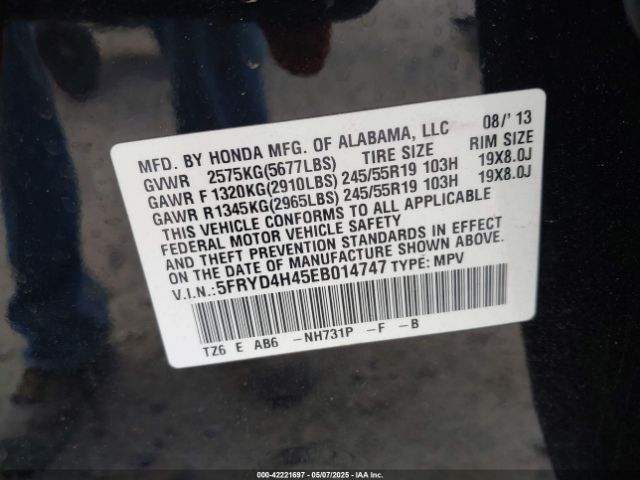 MFD. BY HONDA MFG. OF ALABAMA, LLC 08/'13
GVWR 2575KG(5677LBS) TIRE SIZE RIM SIZE
GAWR F 1320KG(2910LBS) 245/55R19 103H 19X8.0J
GAWR R1345KG(2965LBS) 245/55R19 103H 19X8.0J
THIS VEHICLE CONFORMS TO ALL APPLICABLE
FEDERAL MOTOR VEHICLE SAFETY
AND THEFT PREVENTION STANDARDS IN EFFECT
ON THE DATE OF MANUFACTURE SHOWN ABOVE.
V.I.N.:5FRYD4H45EB014747 TYPE: MPV
TZ6 E AB6 -NH731P -F -B
000-42221697 - 05/07/2025 - IAA Inc.